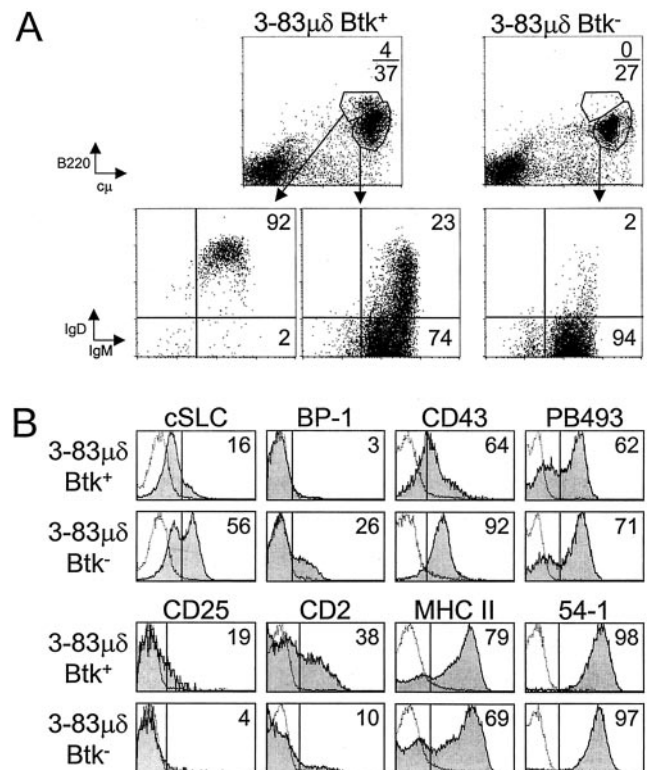 A
3-83μδ Btk+ 3-83μδ Btk-
4 0
37 27
B220
cμ
92 23 2
2 74 94
IgD
IgM
B
cSLC BP-1 CD43 PB493
3-83μδ Btk+ 16 3 64 62
3-83μδ Btk- 56 26 92 71
CD25 CD2 MHC II 54-1
3-83μδ Btk+ 19 38 79 98
3-83μδ Btk- 4 10 69 97